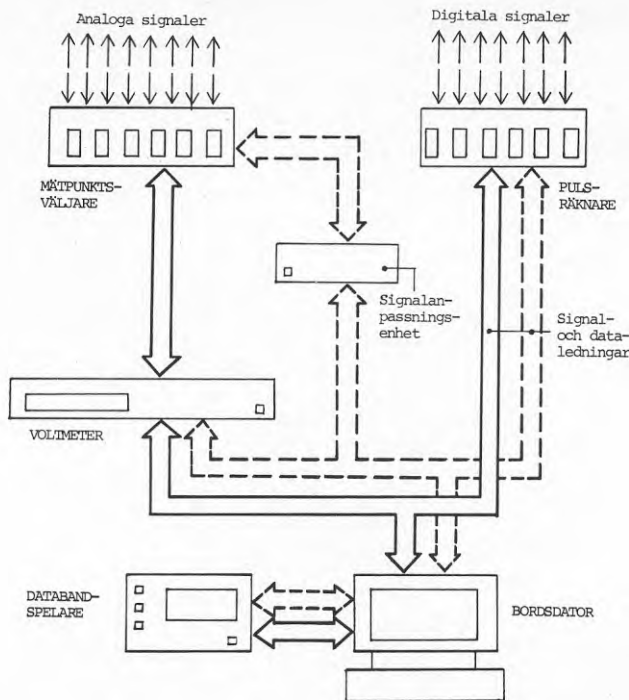 Analoga signaler
Digitala signaler
MÄTPUNKTS-
VÄLJARE
PULS-
RÄKNARE
Signalan-
passnings-
enhet
Signal-
och data-
ledningar
VOLTMETER
DATABAND-
SPELARE
BORDSDATOR